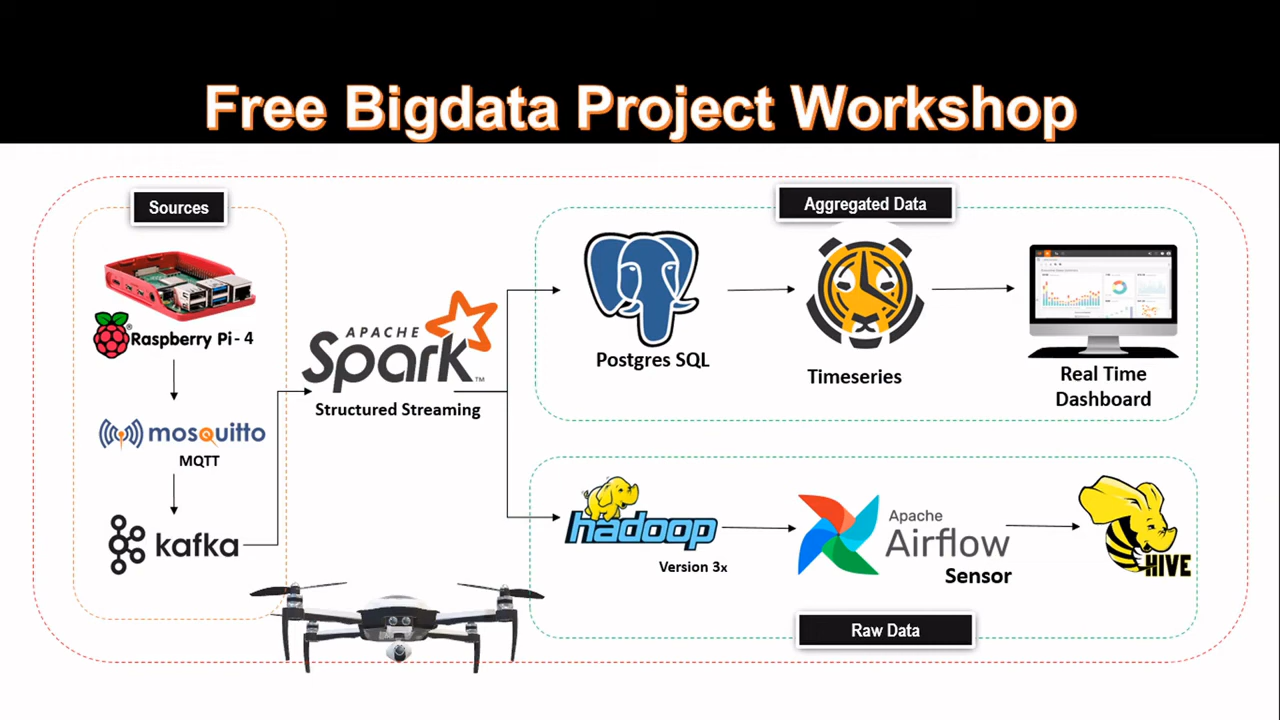 Free Bigdata Project Workshop
Sources
Raspberry Pi - 4
mosquitto
MQTT
kafka
APACHE
Spark™
Structured Streaming
Aggregated Data
Postgres SQL
Timeseries
Real Time
Dashboard
hadoop
Version 3x
Apache
Airflow
Sensor
HIVE
Raw Data